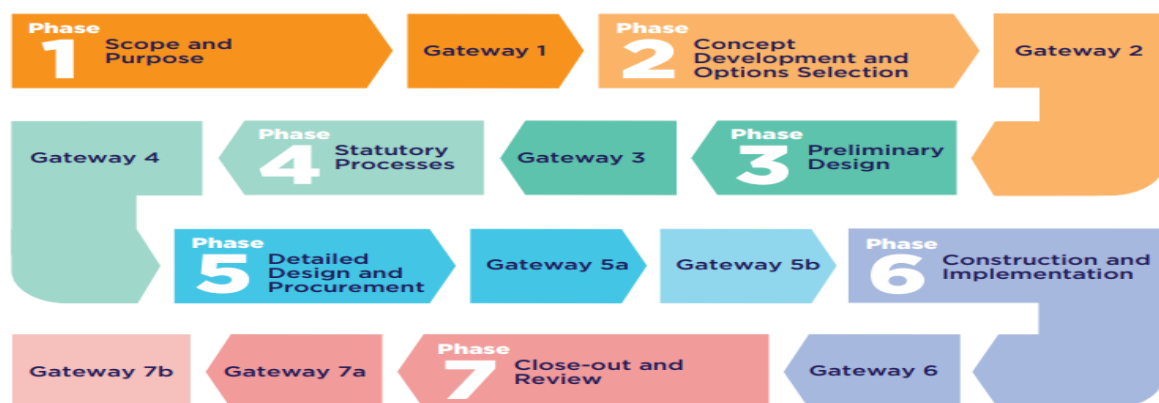 Phase
1 Scope and
Purpose
Gateway 1
Phase
2 Concept
Development and
Options Selection
Gateway 2
Phase
3 Preliminary
Design
Gateway 3
Phase
4 Statutory
Processes
Gateway 4
Phase
5 Detailed
Design and
Procurement
Gateway 5a
Gateway 5b
Phase
6 Construction and
Implementation
Gateway 6
Phase
7 Close-out and
Review
Gateway 7a
Gateway 7b